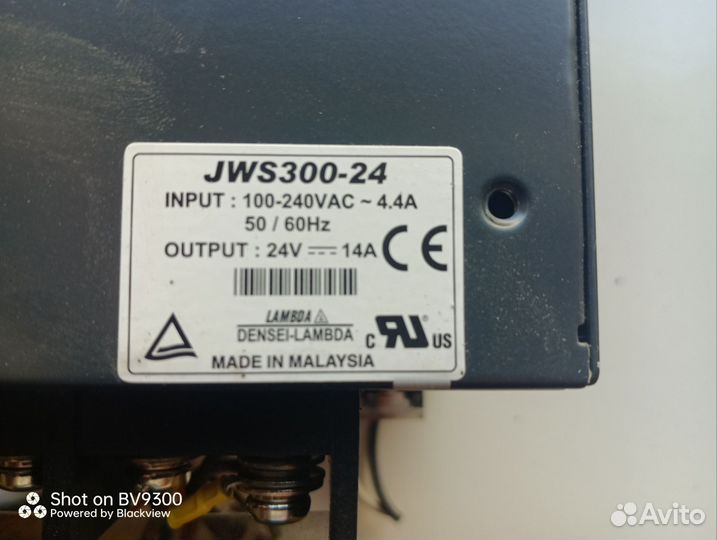 JWS300-24
INPUT : 100-240VAC ~ 4.4A
50 / 60Hz
OUTPUT : 24V ⎓ 14A
CE
LAMBDA
DENSEI-LAMBDA
C RU US
MADE IN MALAYSIA
Shot on BV9300
Powered by Blackview
Avito